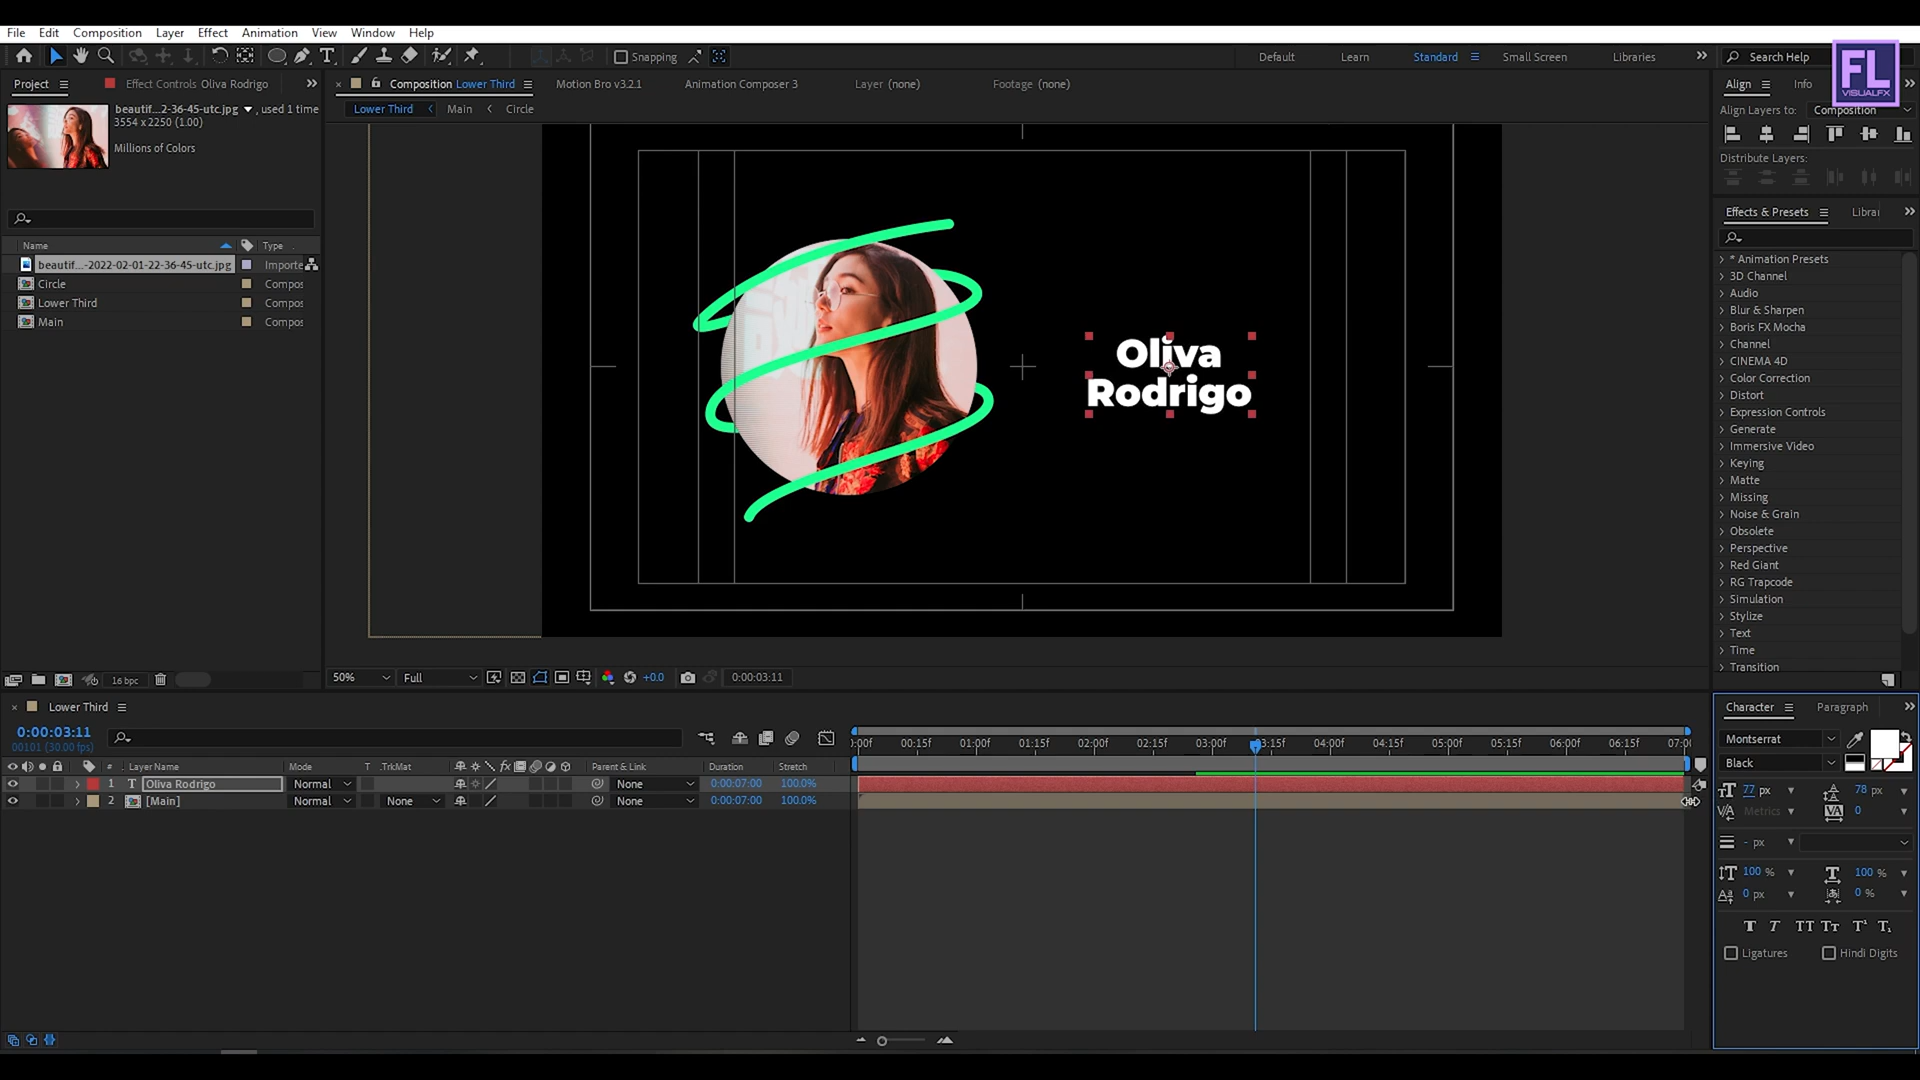 File Edit Composition Layer Effect Animation View Window Help
Snapping
Default Learn Standard Small Screen Libraries
Search Help
FL
VISUALFX
Project
Effect Controls Oliva Rodrigo
beautif...2-36-45-utc.jpg , used 1 time
3554 x 2250 (1.00)
Millions of Colors
Name Type
beautif...-2022-02-01-22-36-45-utc.jpg Importe
Circle Compos
Lower Third Compos
Main Compos
16 bpc
Composition Lower Third
Motion Bro v3.2.1
Animation Composer 3
Layer (none)
Footage (none)
Lower Third Main Circle
Oliva
Rodrigo
50% Full +0.0 0:00:03:11
Align Info
Align Layers to: Composition
Distribute Layers:
Effects & Presets Librai
* Animation Presets
3D Channel
Audio
Blur & Sharpen
Boris FX Mocha
Channel
CINEMA 4D
Color Correction
Distort
Expression Controls
Generate
Immersive Video
Keying
Matte
Missing
Noise & Grain
Obsolete
Perspective
Red Giant
RG Trapcode
Simulation
Stylize
Text
Time
Transition
Lower Third
0:00:03:11
00101 (30.00 fps)
:00f 00:15f 01:00f 01:15f 02:00f 02:15f 03:00f 03:15f 04:00f 04:15f 05:00f 05:15f 06:00f 06:15f 07:00
# Layer Name Mode T .TrkMat fx Parent & Link Duration Stretch
1 T Oliva Rodrigo Normal None 0:00:07:00 100.0%
2 [Main] Normal None None 0:00:07:00 100.0%
Character Paragraph
Montserrat
Black
77 px 78 px
Metrics 0
- px
100 % 100 %
0 px 0 %
T T TT Tт T¹ T₁
Ligatures Hindi Digits